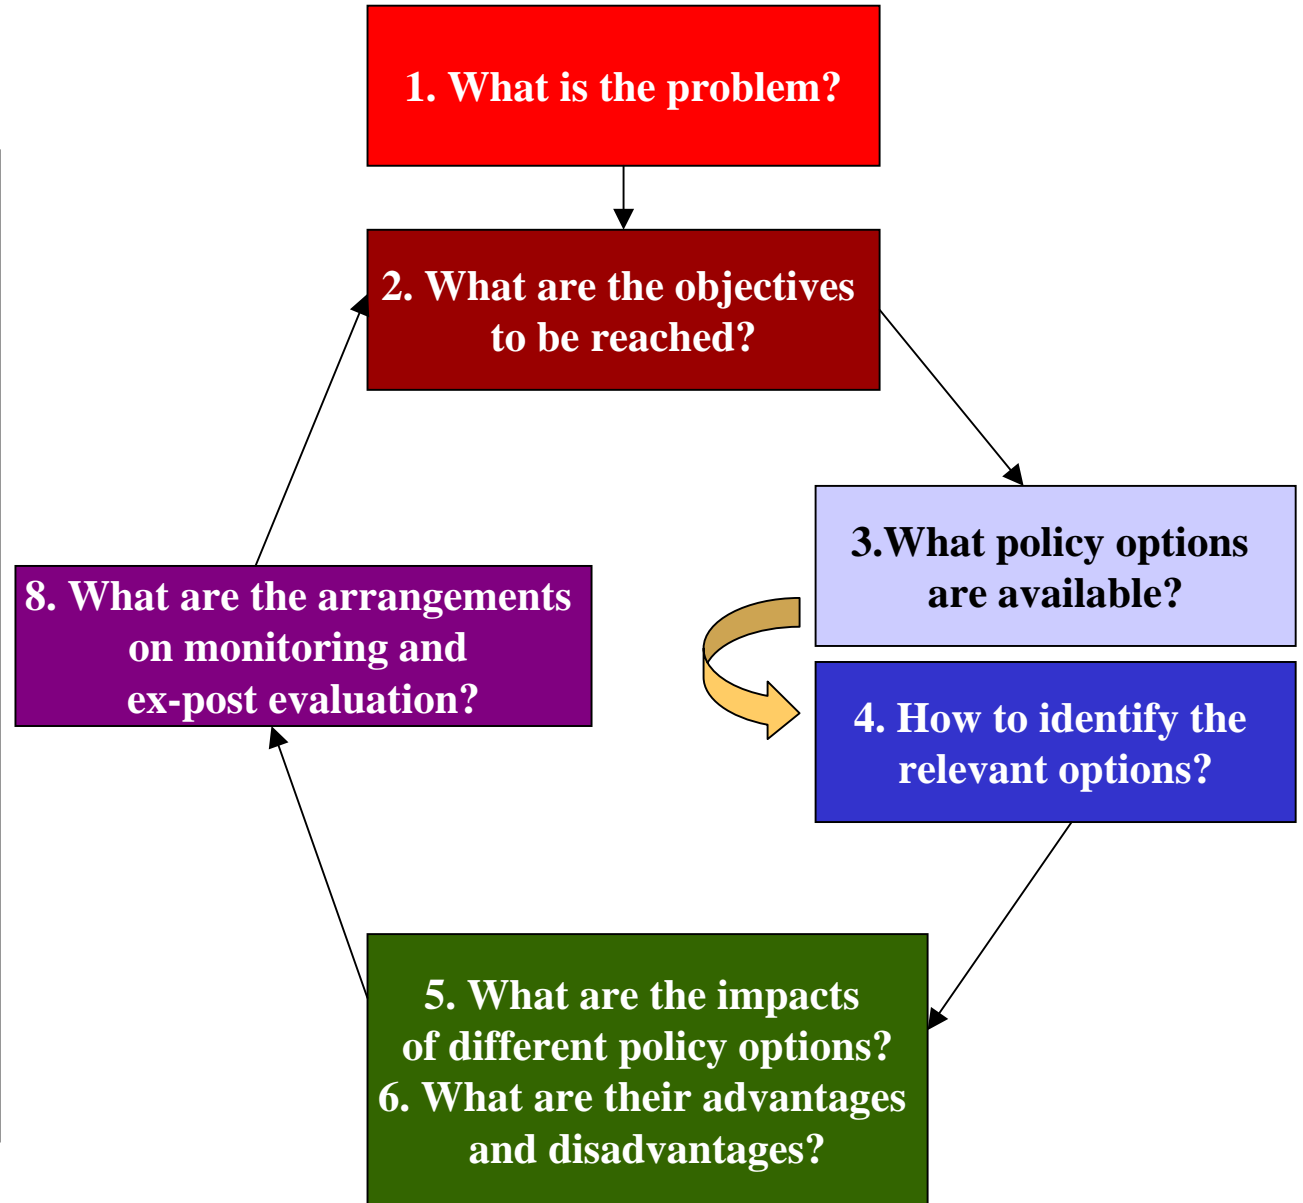 1. What is the problem?
2. What are the objectives
to be reached?
3.What policy options
are available?
4. How to identify the
relevant options?
5. What are the impacts
of different policy options?
6. What are their advantages
and disadvantages?
8. What are the arrangements
on monitoring and
ex-post evaluation?